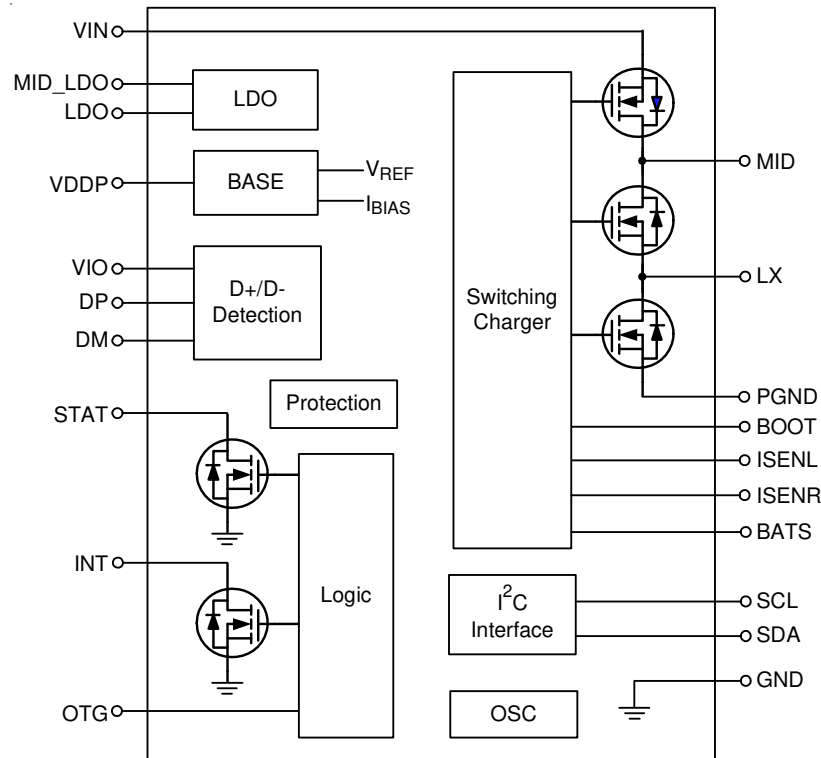 VIN
MID_LDO
LDO
LDO
VDDP
BASE
VREF
IBIAS
VIO
DP
DM
D+/D-
Detection
Protection
STAT
INT
OTG
Logic
Switching
Charger
MID
LX
PGND
BOOT
ISENL
ISENR
BATS
I2C
Interface
SCL
SDA
GND
OSC